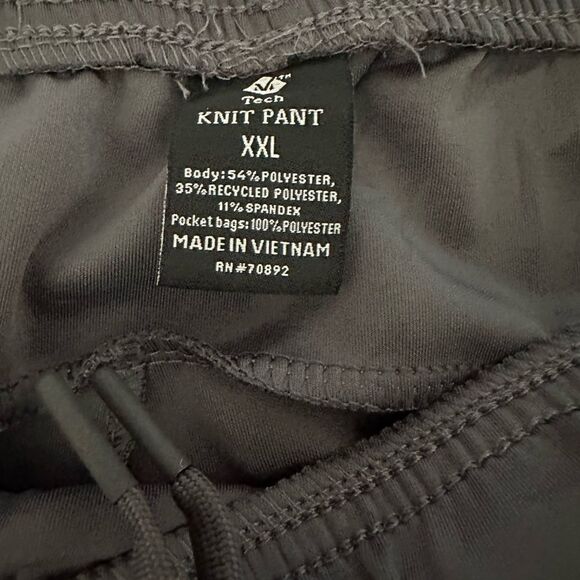 Tech
KNIT PANT
XXL
Body:54%POLYESTER,
35%RECYCLED POLYESTER,
11%SPANDEX
Pocket bags:100%POLYESTER
MADE IN VIETNAM
RN#70892